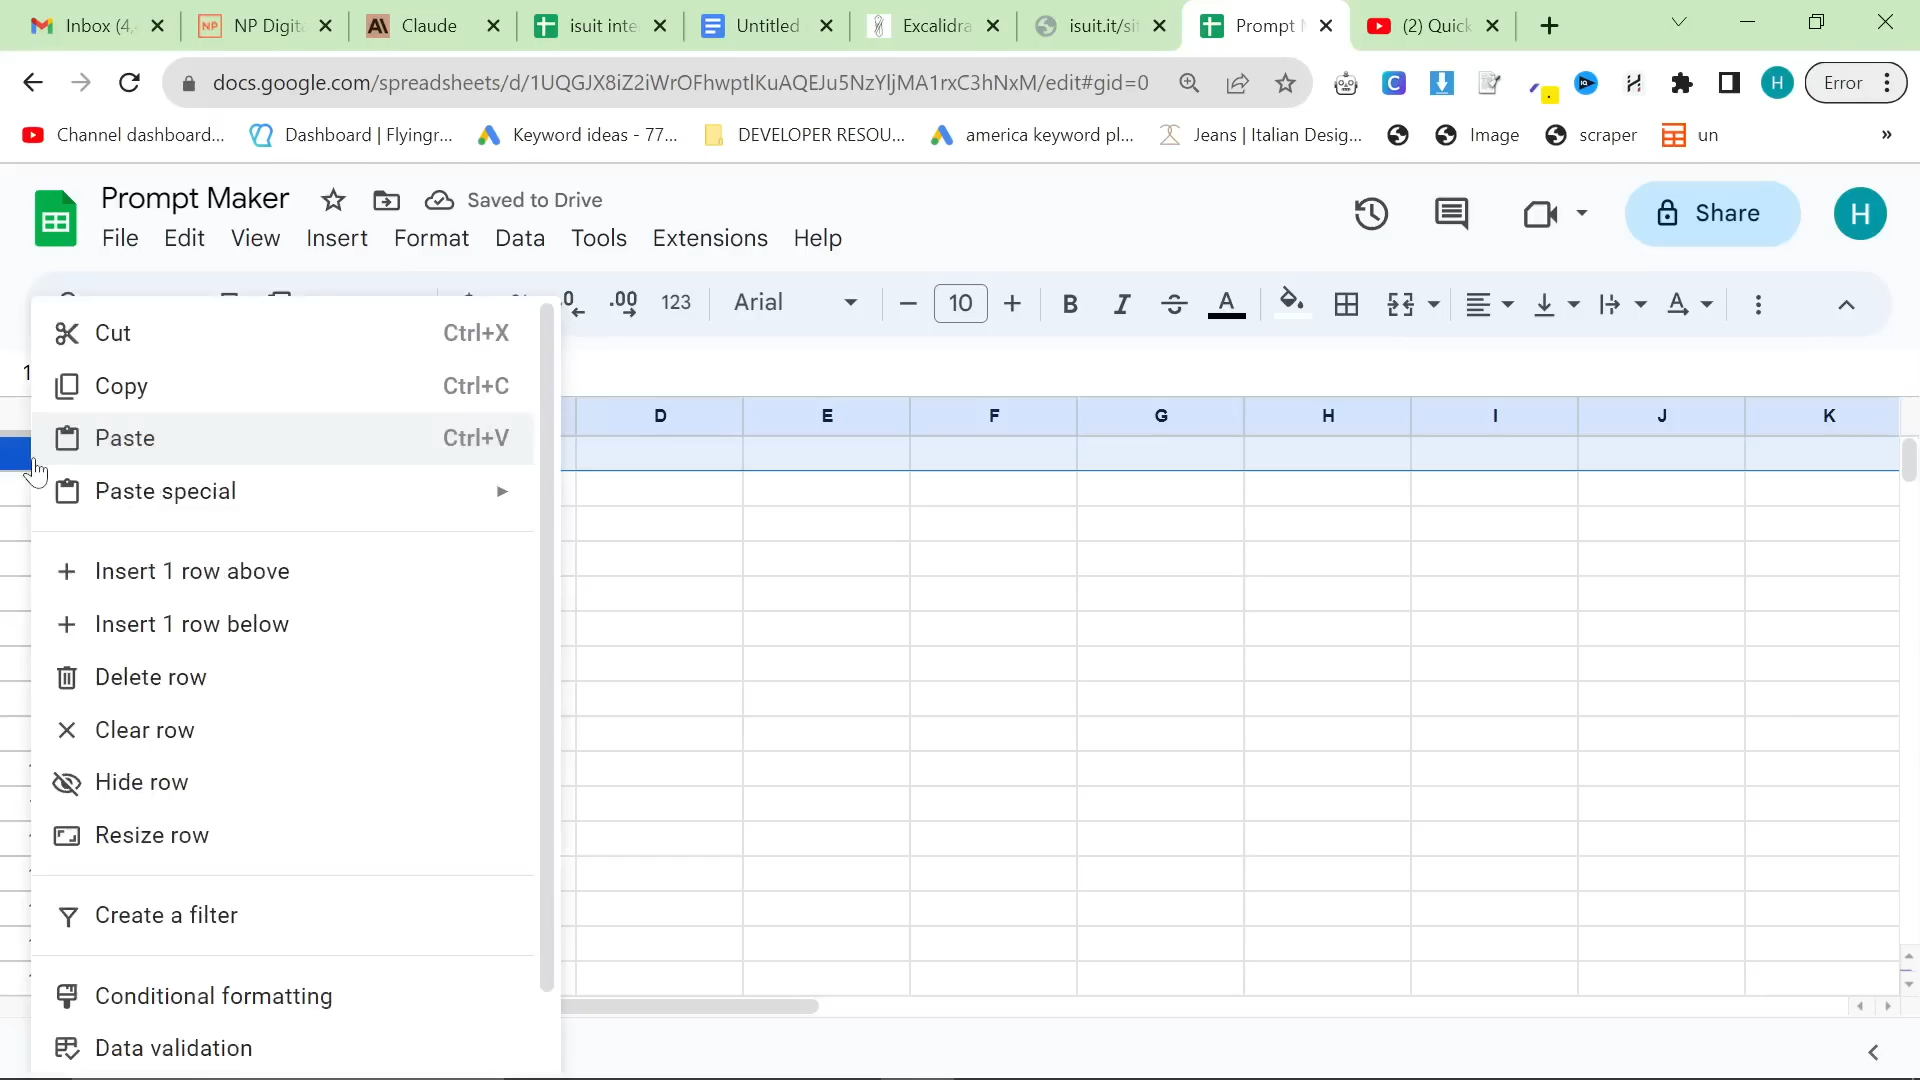 Inbox (4, NP Digit Claude isuit inte Untitled Excalidra isuit.it/sit Prompt (2) Quick
docs.google.com/spreadsheets/d/1UQGJX8iZ2iWrOFhwptlKuAQEJu5NzYljMA1rxC3hNxM/edit#gid=0 Error
Channel dashboard... Dashboard | Flyingr... Keyword ideas - 77... DEVELOPER RESOU... america keyword pl... Jeans | Italian Desig... Image scraper un »
Prompt Maker Saved to Drive Share H
File Edit View Insert Format Data Tools Extensions Help
.0 .00 123 Arial 10 B I S A
1
D E F G H I J K
Cut Ctrl+X
Copy Ctrl+C
Paste Ctrl+V
Paste special
Insert 1 row above
Insert 1 row below
Delete row
Clear row
Hide row
Resize row
Create a filter
Conditional formatting
Data validation